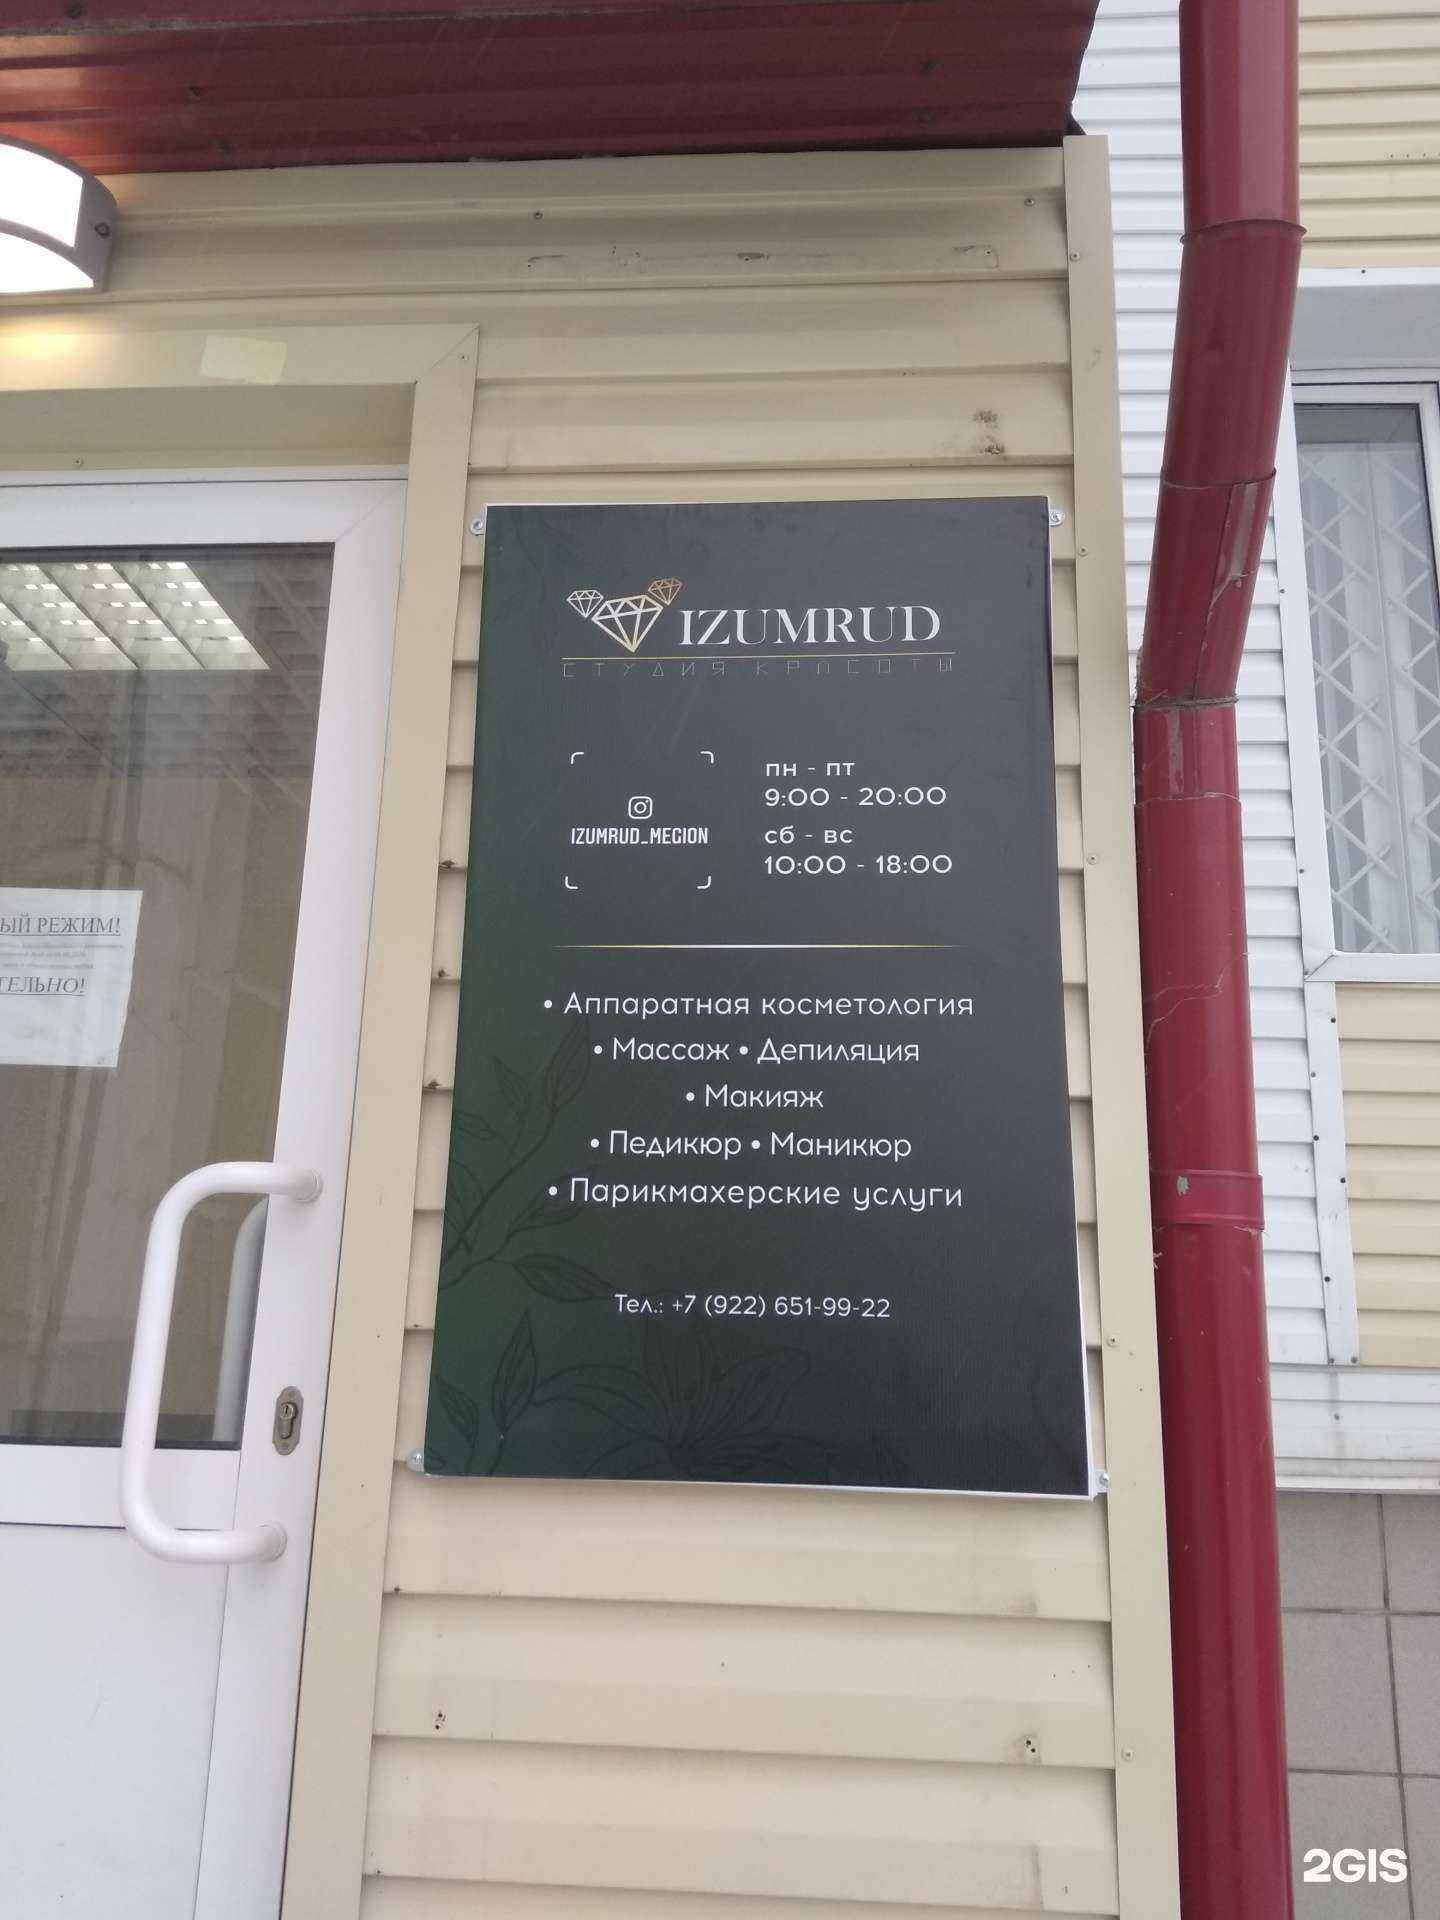 IZUMRUD
СТУДИЯ КРАСОТЫ
IZUMRUD_MEGION
пн - пт
9:00 - 20:00
сб - вс
10:00 - 18:00
• Аппаратная косметология
• Массаж • Депиляция
• Макияж
• Педикюр • Маникюр
• Парикмахерские услуги
Тел.: +7 (922) 651-99-22
ЫЙ РЕЖИМ!
ТЕЛЬНО!
2GIS